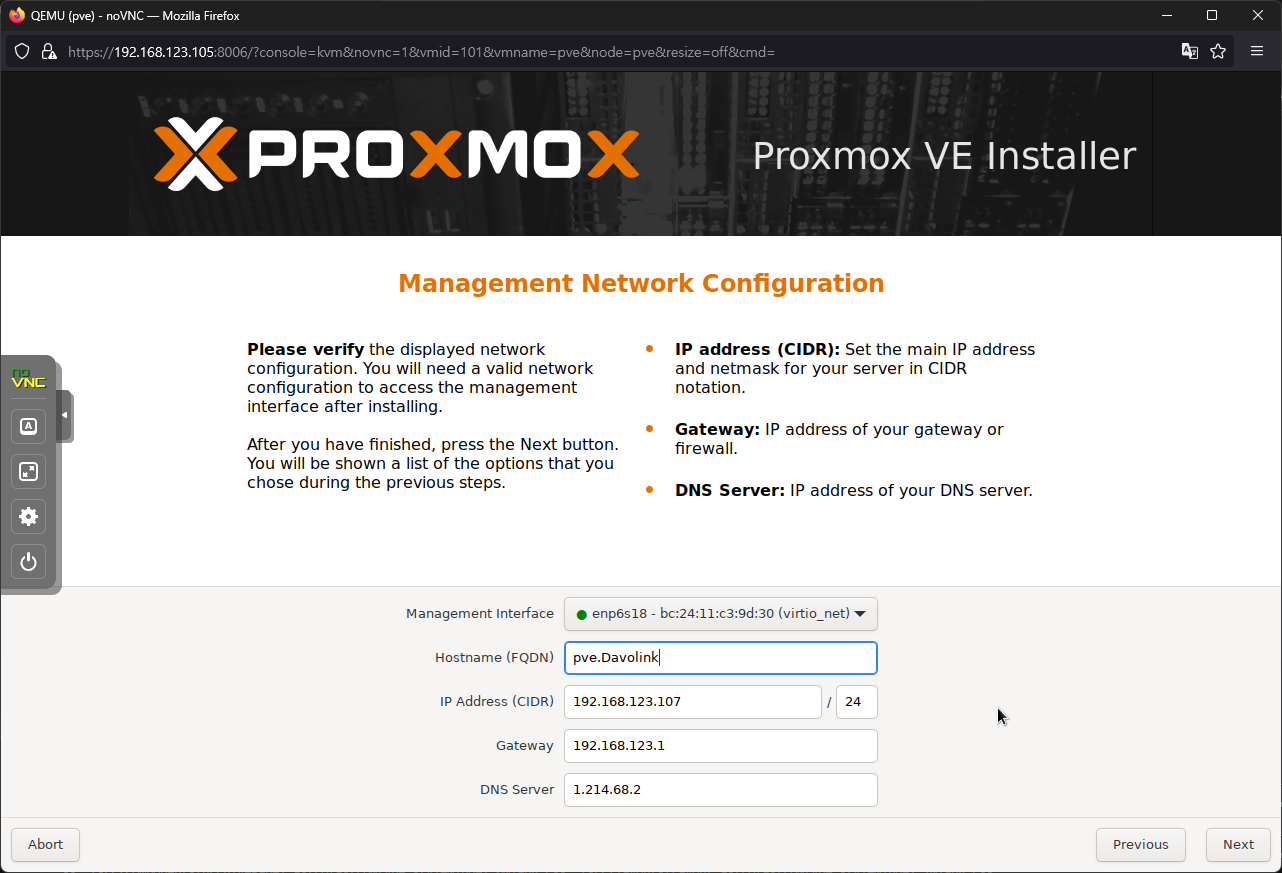 QEMU (pve) - noVNC — Mozilla Firefox
https://192.168.123.105:8006/?console=kvm&novnc=1&vmid=101&vmname=pve&node=pve&resize=off&cmd=
PROXMOX
Proxmox VE Installer
Management Network Configuration
Please verify the displayed network
configuration. You will need a valid network
configuration to access the management
interface after installing.
After you have finished, press the Next button.
You will be shown a list of the options that you
chose during the previous steps.
IP address (CIDR): Set the main IP address
and netmask for your server in CIDR
notation.
Gateway: IP address of your gateway or
firewall.
DNS Server: IP address of your DNS server.
no
VNC
A
Management Interface enp6s18 - bc:24:11:c3:9d:30 (virtio_net)
Hostname (FQDN) pve.Davolink
IP Address (CIDR) 192.168.123.107 / 24
Gateway 192.168.123.1
DNS Server 1.214.68.2
Abort Previous Next